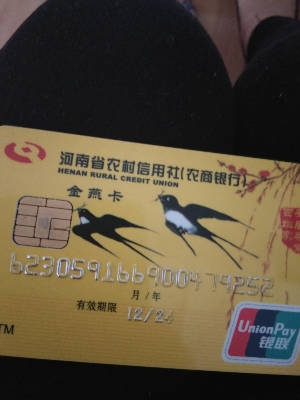 河南省农村信用社(农商银行)
HENAN RURAL CREDIT UNION
金燕卡
6230591669004749252
月/年
有效期限 12/24
TM
UnionPay
银联